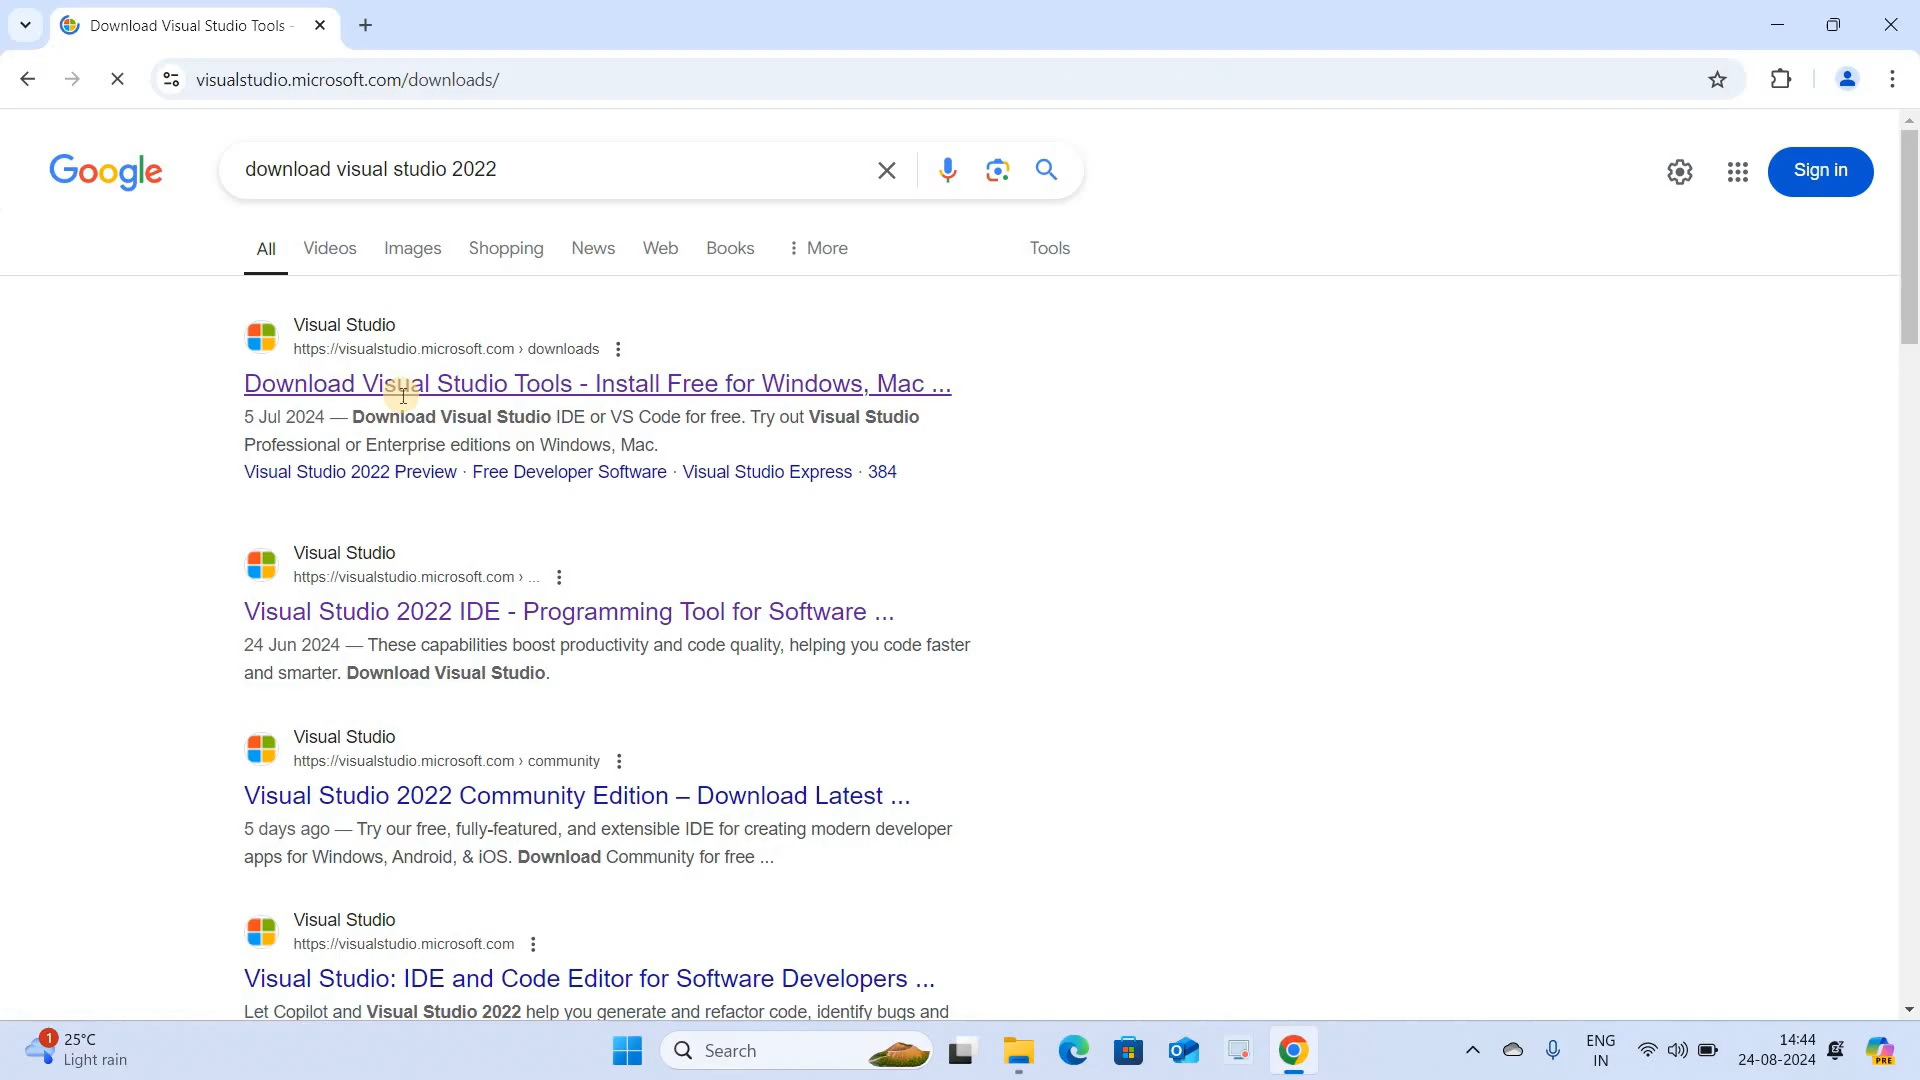 Download Visual Studio Tools -
visualstudio.microsoft.com/downloads/
Google
download visual studio 2022
Sign in
All
Videos
Images
Shopping
News
Web
Books
More
Tools
Visual Studio
https://visualstudio.microsoft.com › downloads
Download Visual Studio Tools - Install Free for Windows, Mac ...
5 Jul 2024 — Download Visual Studio IDE or VS Code for free. Try out Visual Studio
Professional or Enterprise editions on Windows, Mac.
Visual Studio 2022 Preview · Free Developer Software · Visual Studio Express · 384
Visual Studio
https://visualstudio.microsoft.com › ...
Visual Studio 2022 IDE - Programming Tool for Software ...
24 Jun 2024 — These capabilities boost productivity and code quality, helping you code faster
and smarter. Download Visual Studio.
Visual Studio
https://visualstudio.microsoft.com › community
Visual Studio 2022 Community Edition – Download Latest ...
5 days ago — Try our free, fully-featured, and extensible IDE for creating modern developer
apps for Windows, Android, & iOS. Download Community for free ...
Visual Studio
https://visualstudio.microsoft.com
Visual Studio: IDE and Code Editor for Software Developers ...
Let Copilot and Visual Studio 2022 help you generate and refactor code, identify bugs and
1
25°C
Light rain
Search
ENG
IN
14:44
24-08-2024
PRE